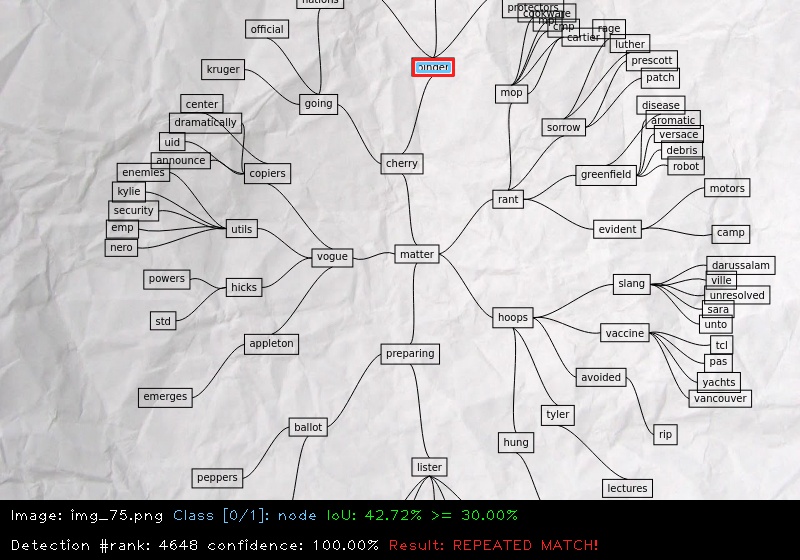 nations
official
kruger
going
pinger
protectors
cookware
cmp
rage
cartier
luther
prescott
patch
mop
sorrow
center
dramatically
uid
announce
copiers
cherry
disease
aromatic
versace
debris
robot
greenfield
enemies
kylie
security
emp
nero
utils
rant
motors
evident
camp
vogue
matter
powers
hicks
std
slang
darussalam
ville
unresolved
sara
unto
hoops
vaccine
tcl
pas
yachts
vancouver
appleton
preparing
avoided
emerges
ballot
tyler
rip
hung
peppers
lister
lectures
Image: img_75.png Class [0/1]: node IoU: 42.72% >= 30.00%
Detection #rank: 4648 confidence: 100.00% Result: REPEATED MATCH!